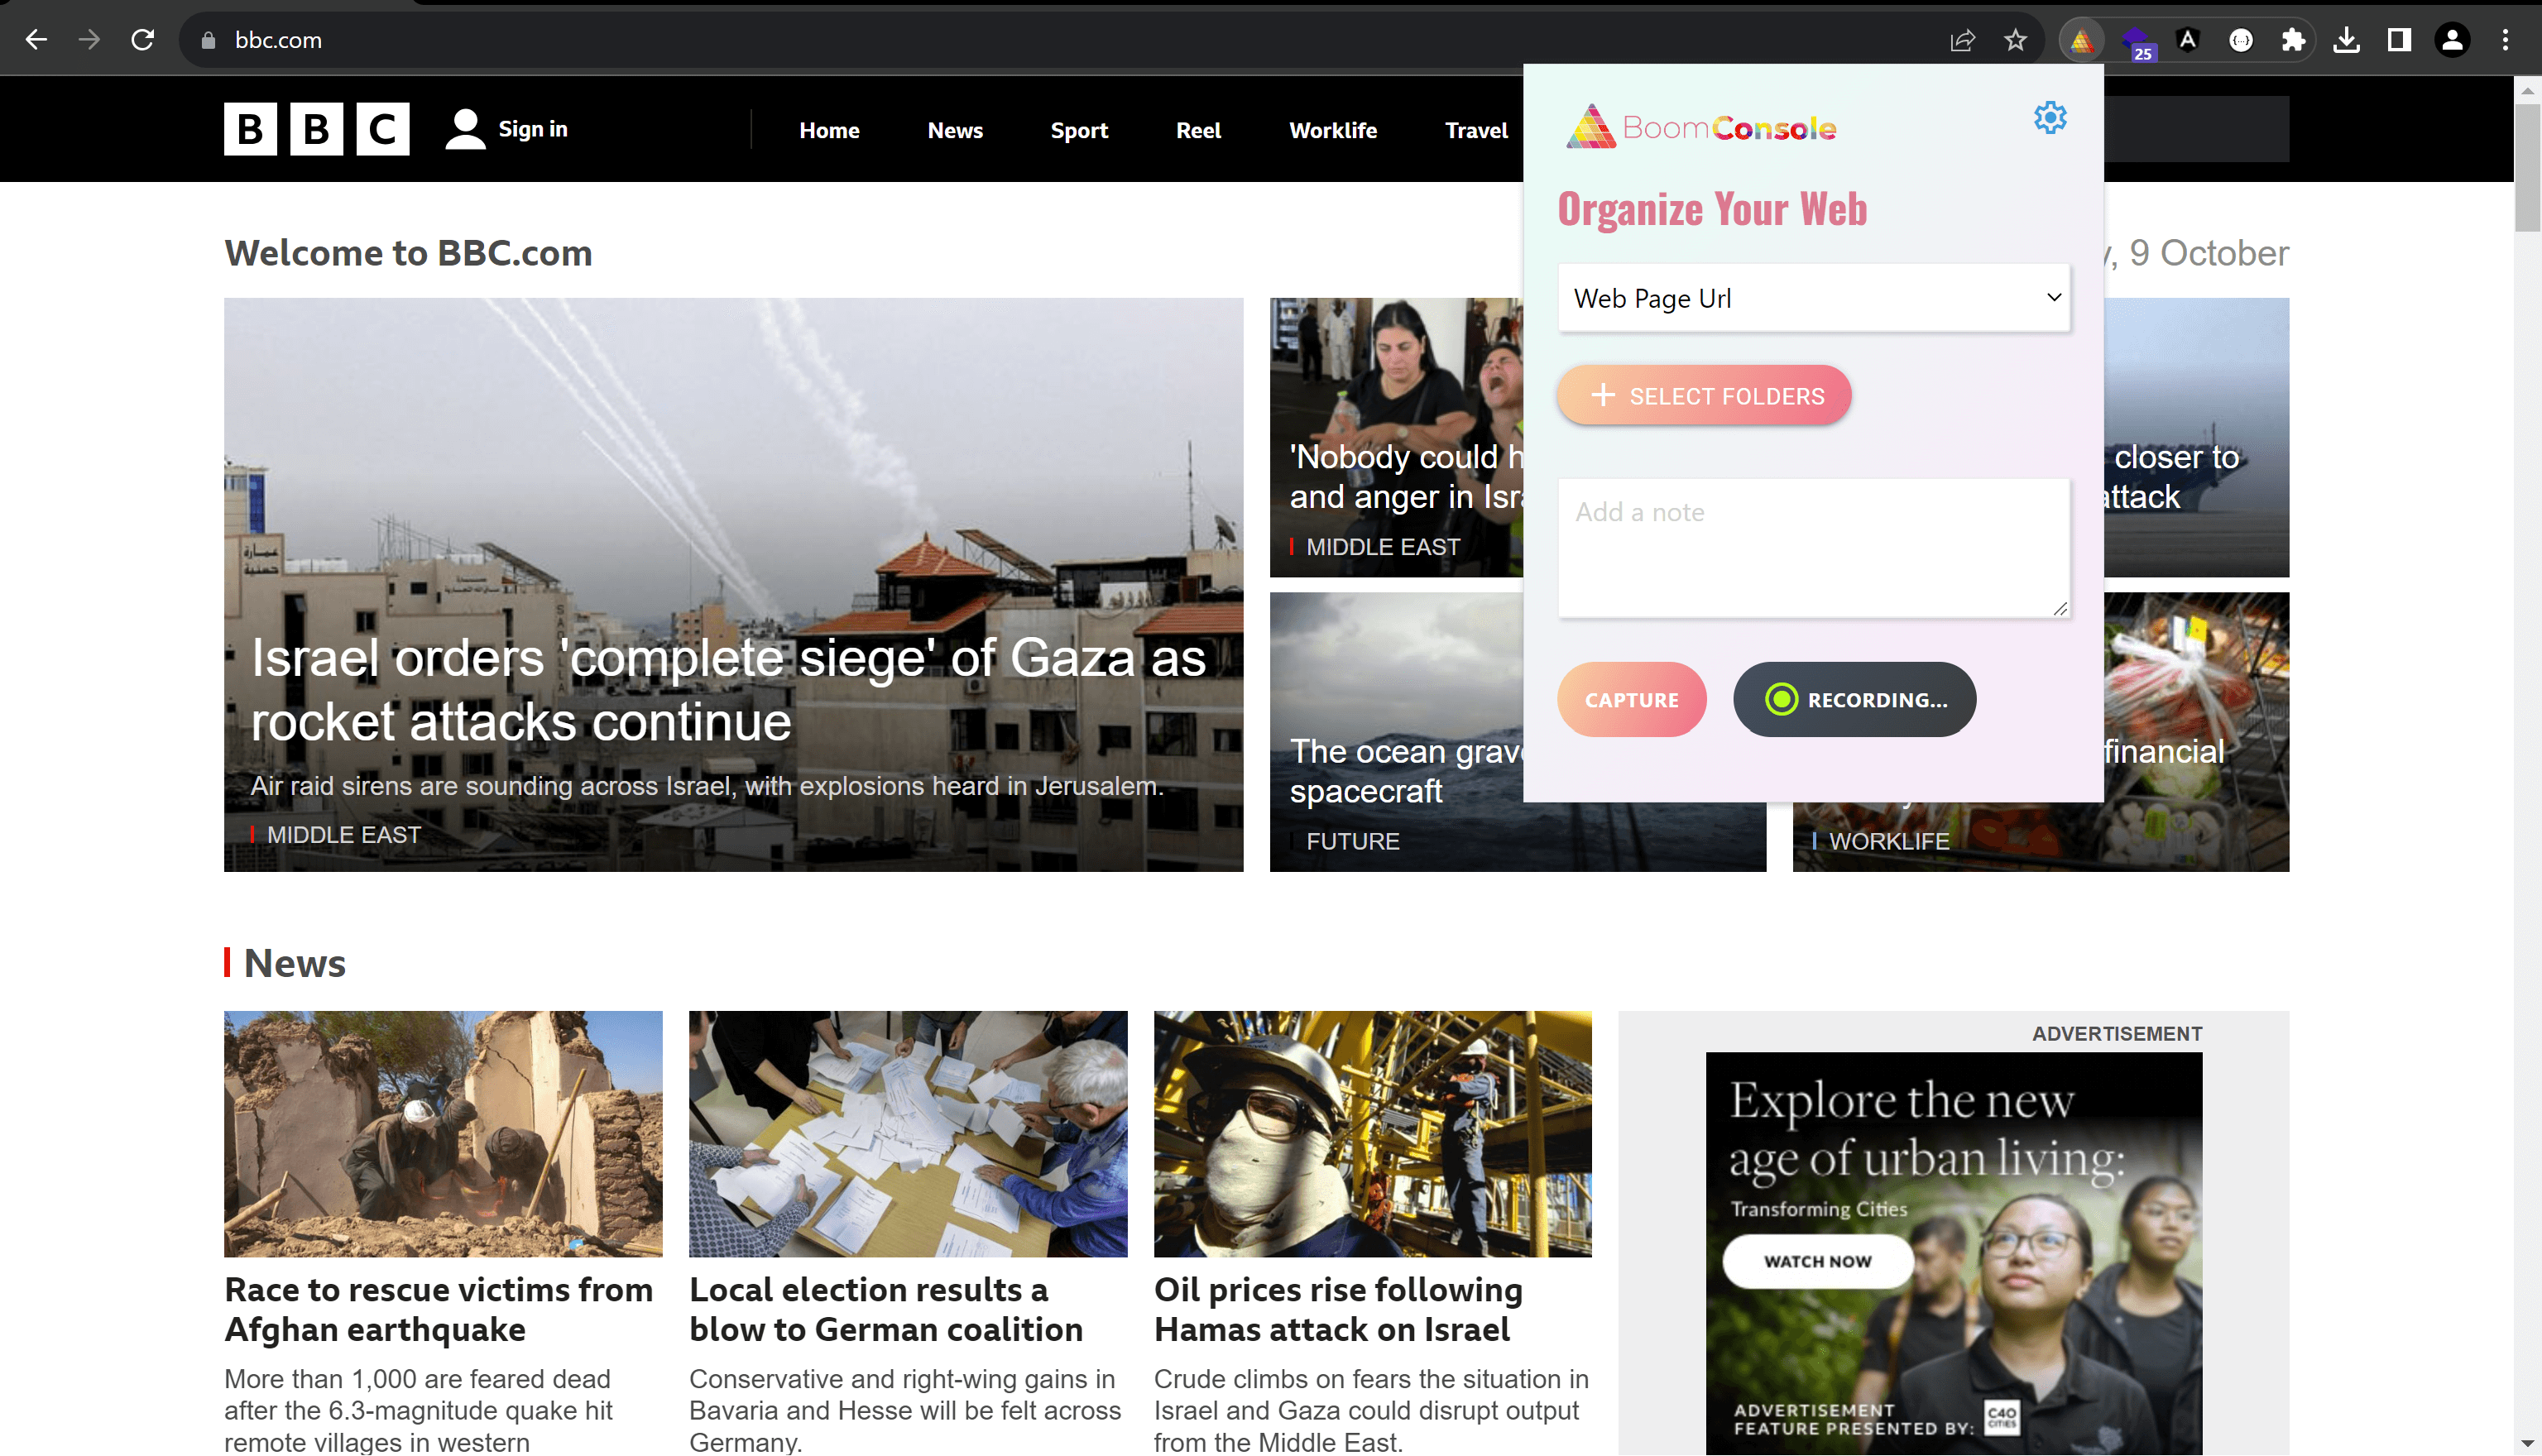 bbc.com
25
BBC
Sign in
Home
News
Sport
Reel
Worklife
Travel
BoomConsole
Organize Your Web
Web Page Url
SELECT FOLDERS
Add a note
CAPTURE
RECORDING...
Welcome to BBC.com
, 9 October
Israel orders 'complete siege' of Gaza as
rocket attacks continue
Air raid sirens are sounding across Israel, with explosions heard in Jerusalem.
MIDDLE EAST
'Nobody could
and anger in
MIDDLE EAST
closer to
attack
The ocean
spacecraft
FUTURE
financial
WORKLIFE
News
Race to rescue victims from
Afghan earthquake
More than 1,000 are feared dead
after the 6.3-magnitude quake hit
remote villages in western
Local election results a
blow to German coalition
Conservative and right-wing gains in
Bavaria and Hesse will be felt across
Germany.
Oil prices rise following
Hamas attack on Israel
Crude climbs on fears the situation in
Israel and Gaza could disrupt output
from the Middle East.
ADVERTISEMENT
Explore the new
age of urban living:
Transforming Cities
WATCH NOW
ADVERTISEMENT
FEATURE PRESENTED BY:
C40
CITIES